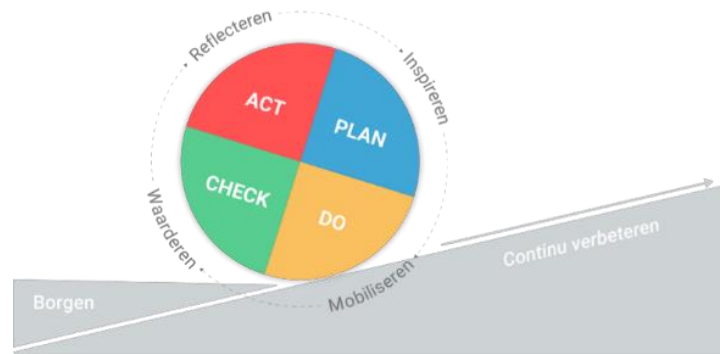 Reflecteren
Inspireren
ACT
PLAN
CHECK
DO
Waarderen
Mobiliseren
Continu verbeteren
Borgen